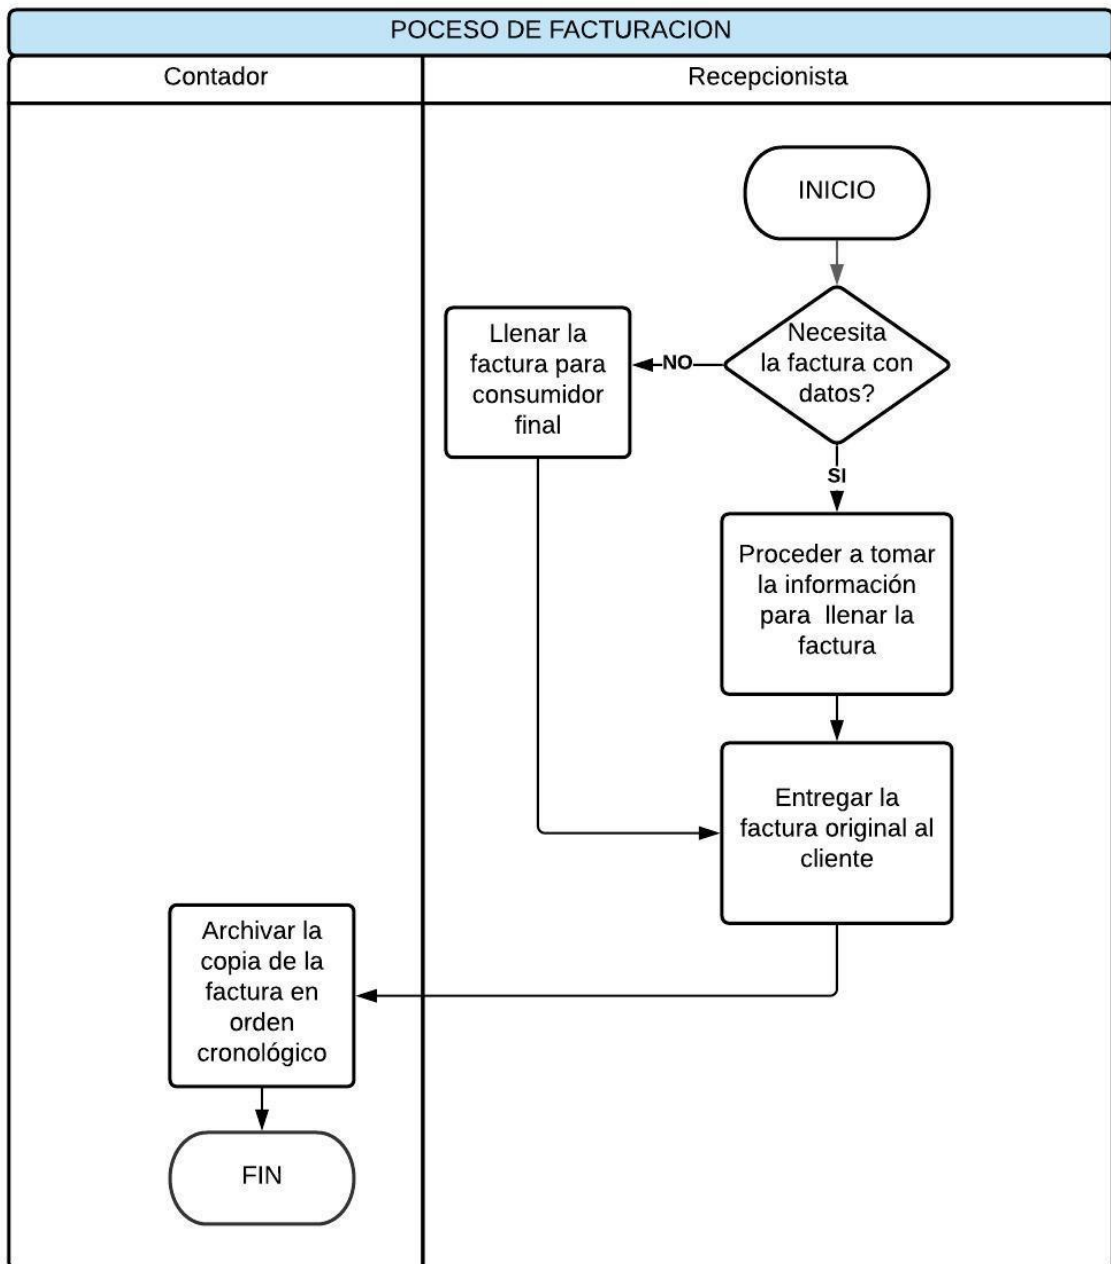 POCESO DE FACTURACION
Contador
Recepcionista
INICIO
Necesita
la factura con
datos?
NO
Llenar la
factura para
consumidor
final
SI
Proceder a tomar
la información
para  llenar la
factura
Entregar la
factura original al
cliente
Archivar la
copia de la
factura en
orden
cronológico
FIN